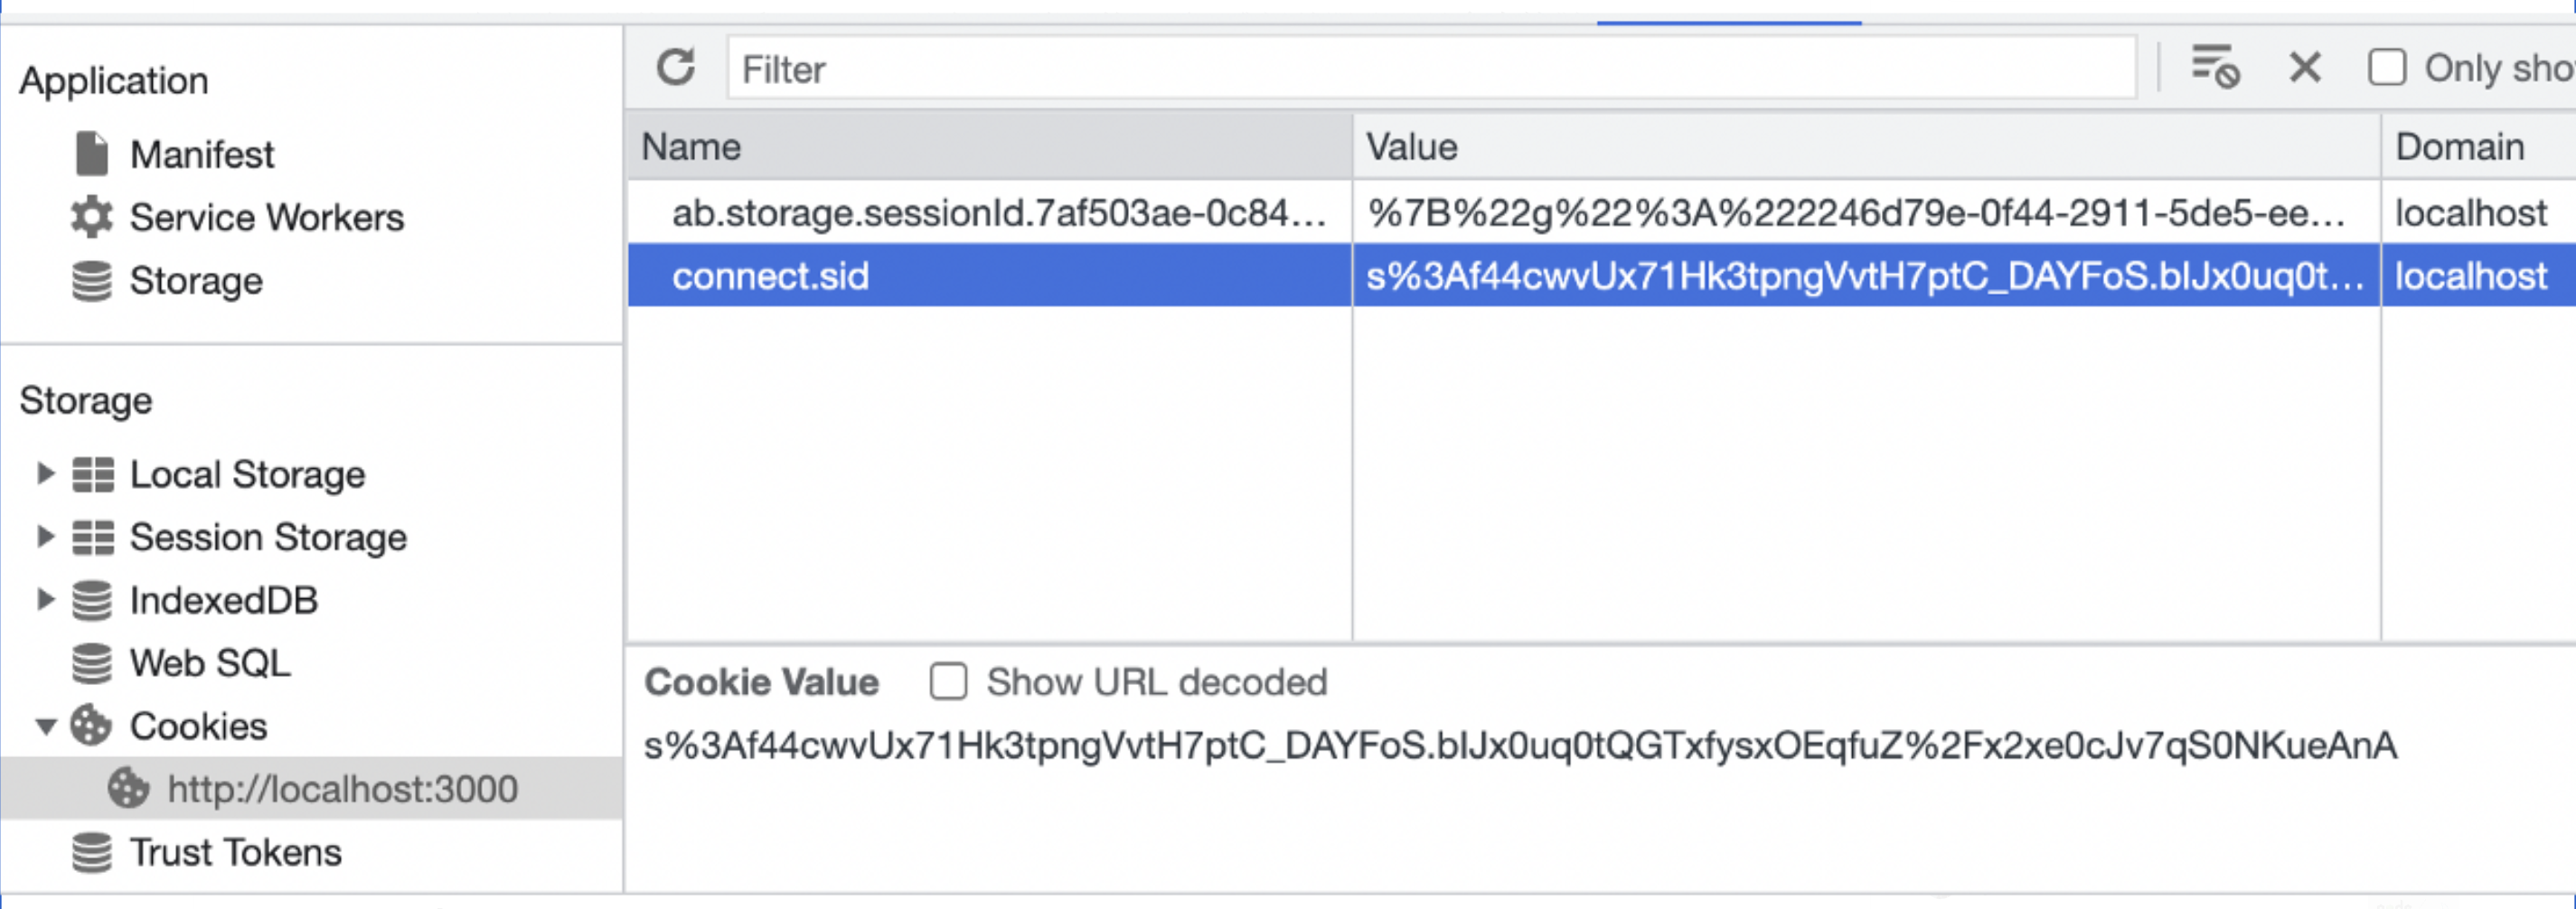 Application
Manifest
Service Workers
Storage
Storage
Local Storage
Session Storage
IndexedDB
Web SQL
Cookies
http://localhost:3000
Trust Tokens
Filter
Only sho
Name Value Domain
ab.storage.sessionId.7af503ae-0c84... %7B%22g%22%3A%222246d79e-0f44-2911-5de5-ee... localhost
connect.sid s%3Af44cwvUx71Hk3tpngVvtH7ptC_DAYFoS.blJx0uq0t... localhost
Cookie Value Show URL decoded
s%3Af44cwvUx71Hk3tpngVvtH7ptC_DAYFoS.blJx0uq0tQGTxfysxOEqfuZ%2Fx2xe0cJv7qS0NKueAnA